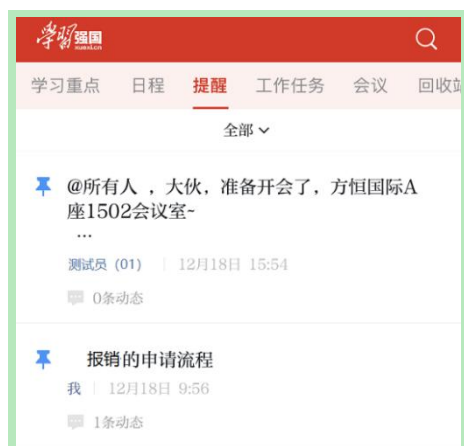 学习强国
xuexi.cn
学习重点 日程 提醒 工作任务 会议 回收站
全部
@所有人 ，大伙，准备开会了，方恒国际A
座1502会议室~
...
测试员（01） 12月18日 15:54
0条动态
报销的申请流程
我 12月18日 9:56
1条动态